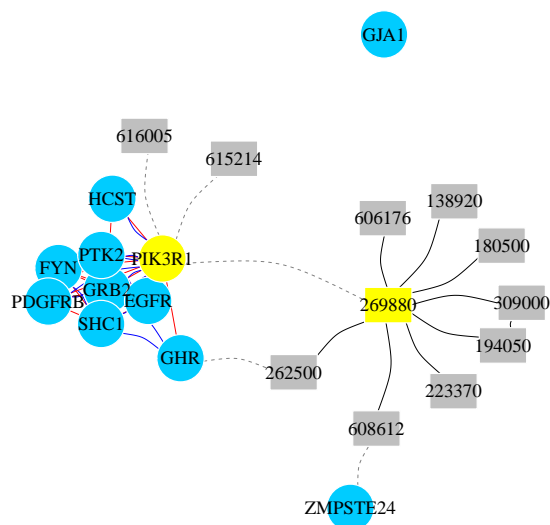 GJA1
616005
615214
HCST
138920
606176
180500
PTK2
PIK3R1
FYN
GRB2
EGFR
PDGFRB
269880
309000
SHC1
194050
GHR
262500
223370
608612
ZMPSTE24